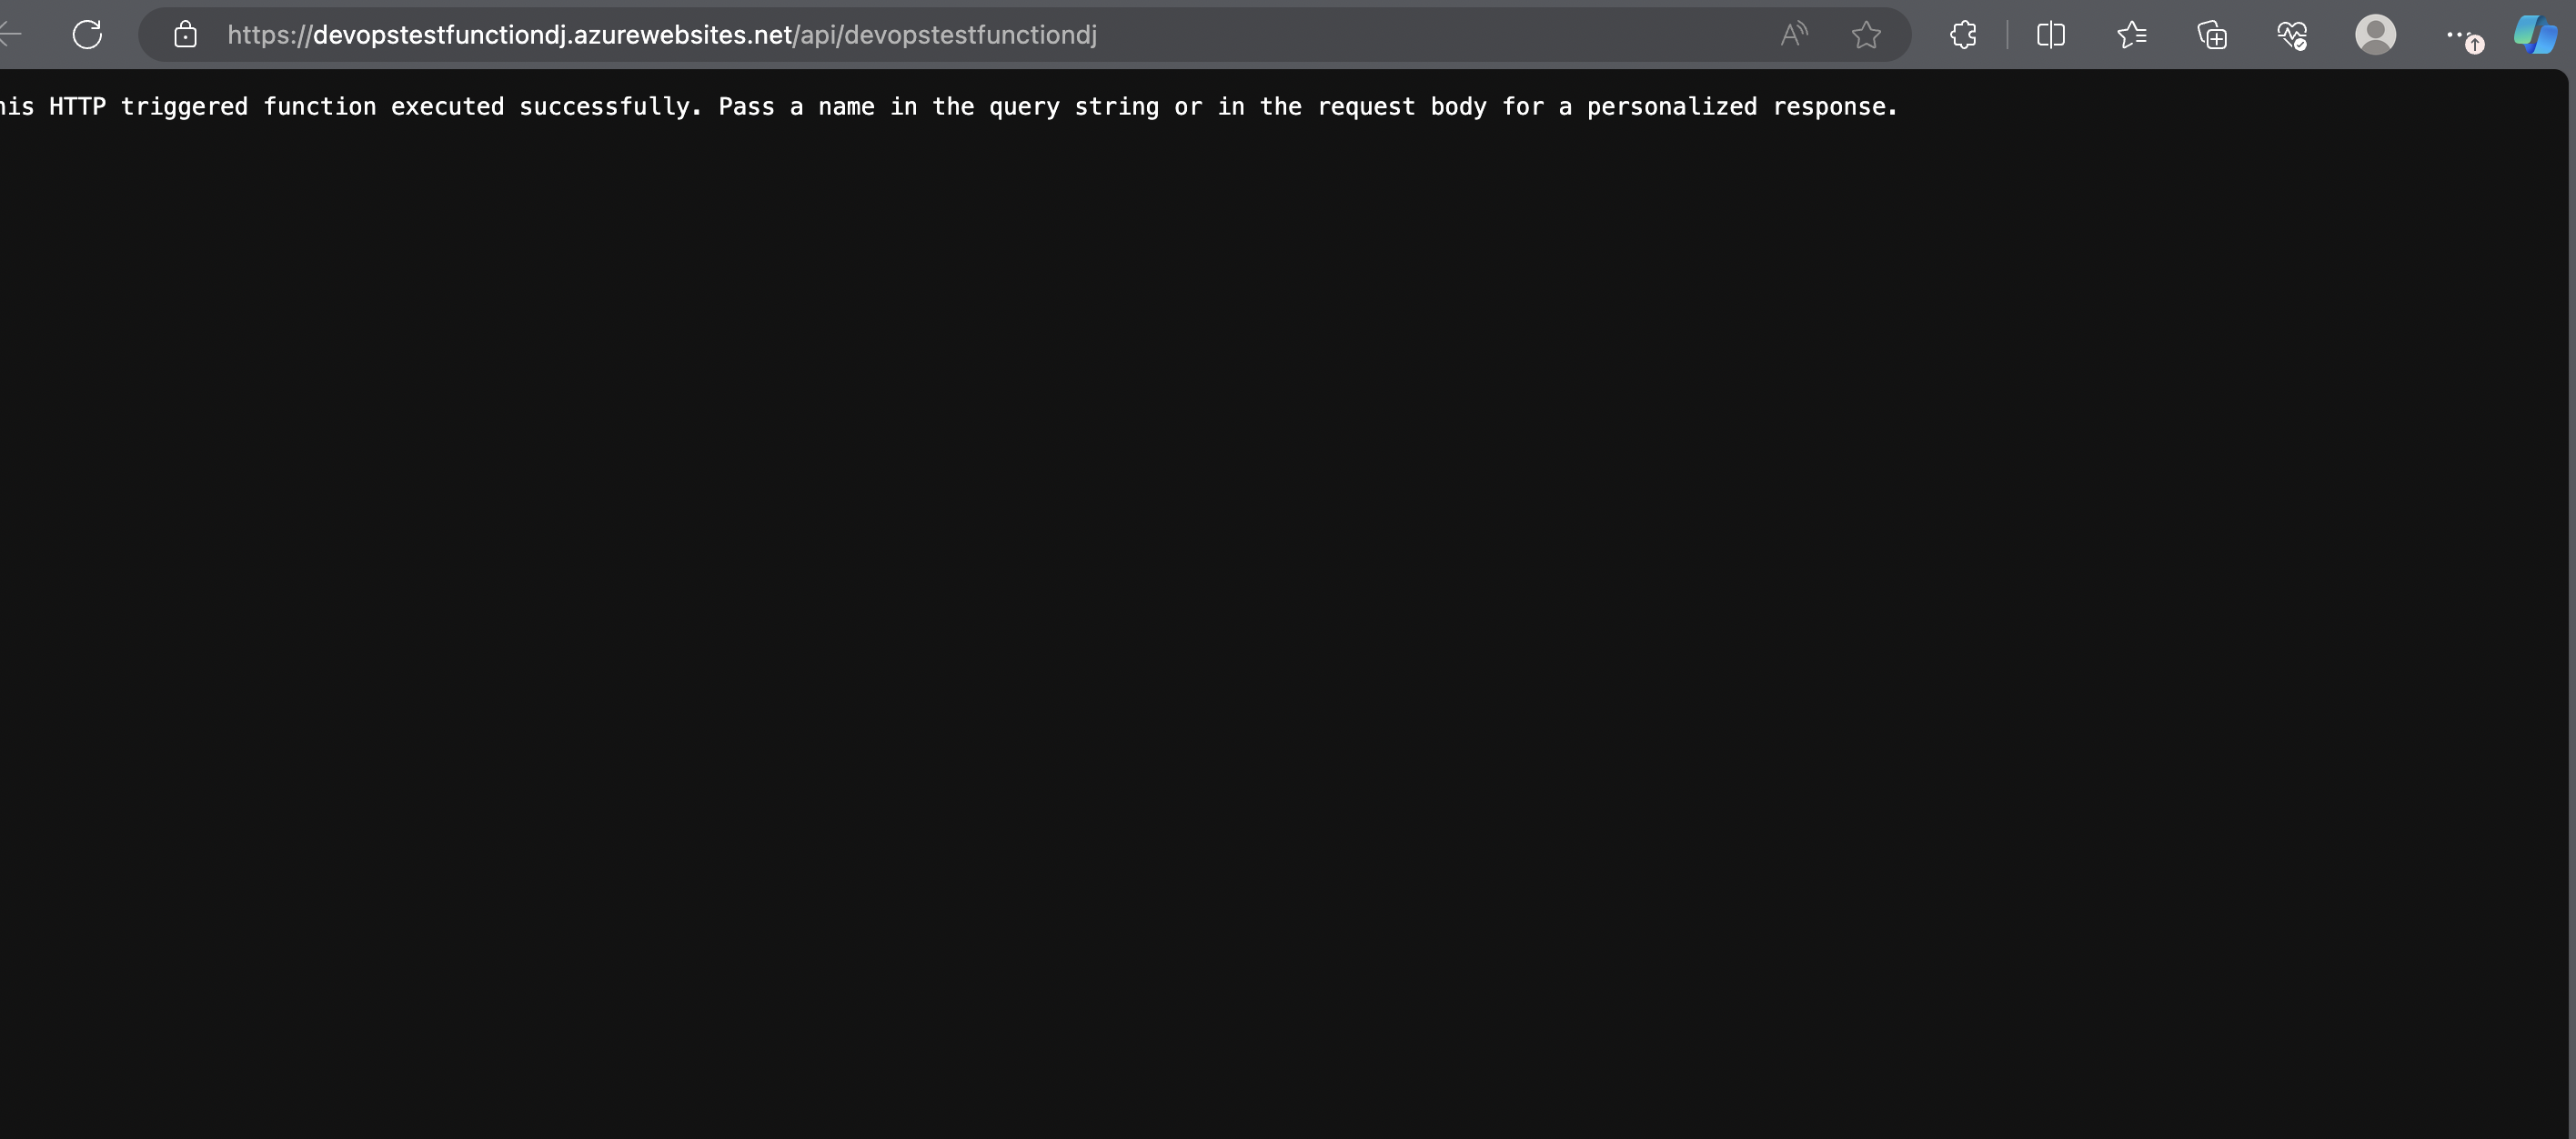 https://devopstestfunctiondj.azurewebsites.net/api/devopstestfunctiondj
his HTTP triggered function executed successfully. Pass a name in the query string or in the request body for a personalized response.